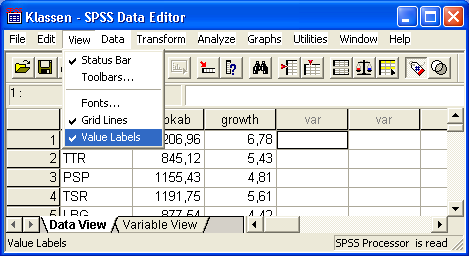 Klassen - SPSS Data Editor
File Edit View Data Transform Analyze Graphs Utilities Window Help
Status Bar
Toolbars...
Fonts...
Grid Lines
Value Labels
1 :
pkab growth var var
1 206,96 6,78
2 TTR 845,12 5,43
3 PSP 1155,43 4,81
4 TSR 1191,75 5,61
5 LBG 877,64 4,42
Data View Variable View
Value Labels SPSS Processor is read